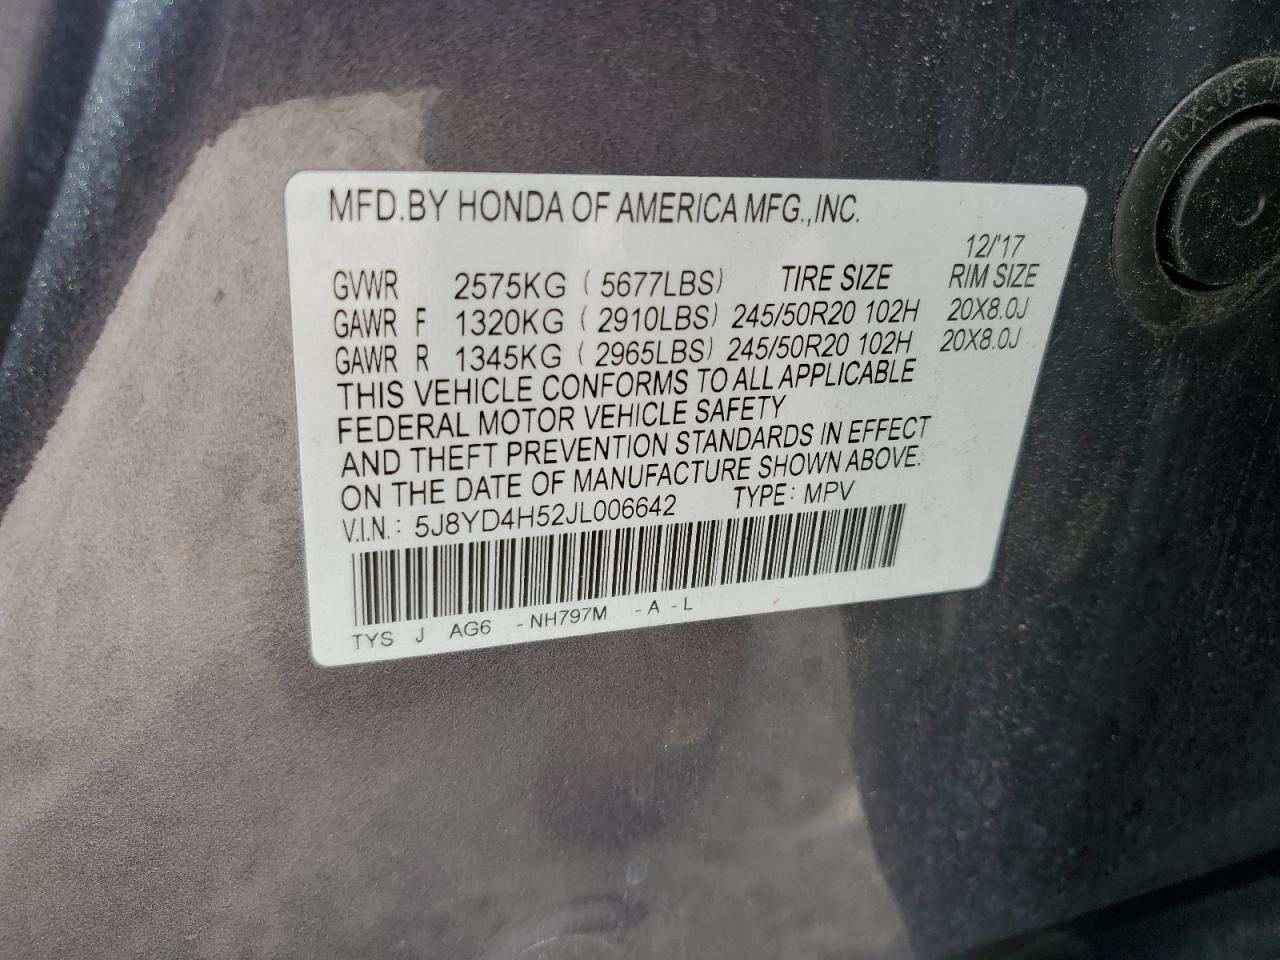 MFD.BY HONDA OF AMERICA MFG.,INC.
12/'17
GVWR 2575KG ( 5677LBS) TIRE SIZE RIM SIZE
GAWR F 1320KG ( 2910LBS) 245/50R20 102H 20X8.0J
GAWR R 1345KG ( 2965LBS) 245/50R20 102H 20X8.0J
THIS VEHICLE CONFORMS TO ALL APPLICABLE
FEDERAL MOTOR VEHICLE SAFETY
AND THEFT PREVENTION STANDARDS IN EFFECT
ON THE DATE OF MANUFACTURE SHOWN ABOVE.
V.I.N.: 5J8YD4H52JL006642 TYPE: MPV
TYS J AG6 -NH797M -A-L